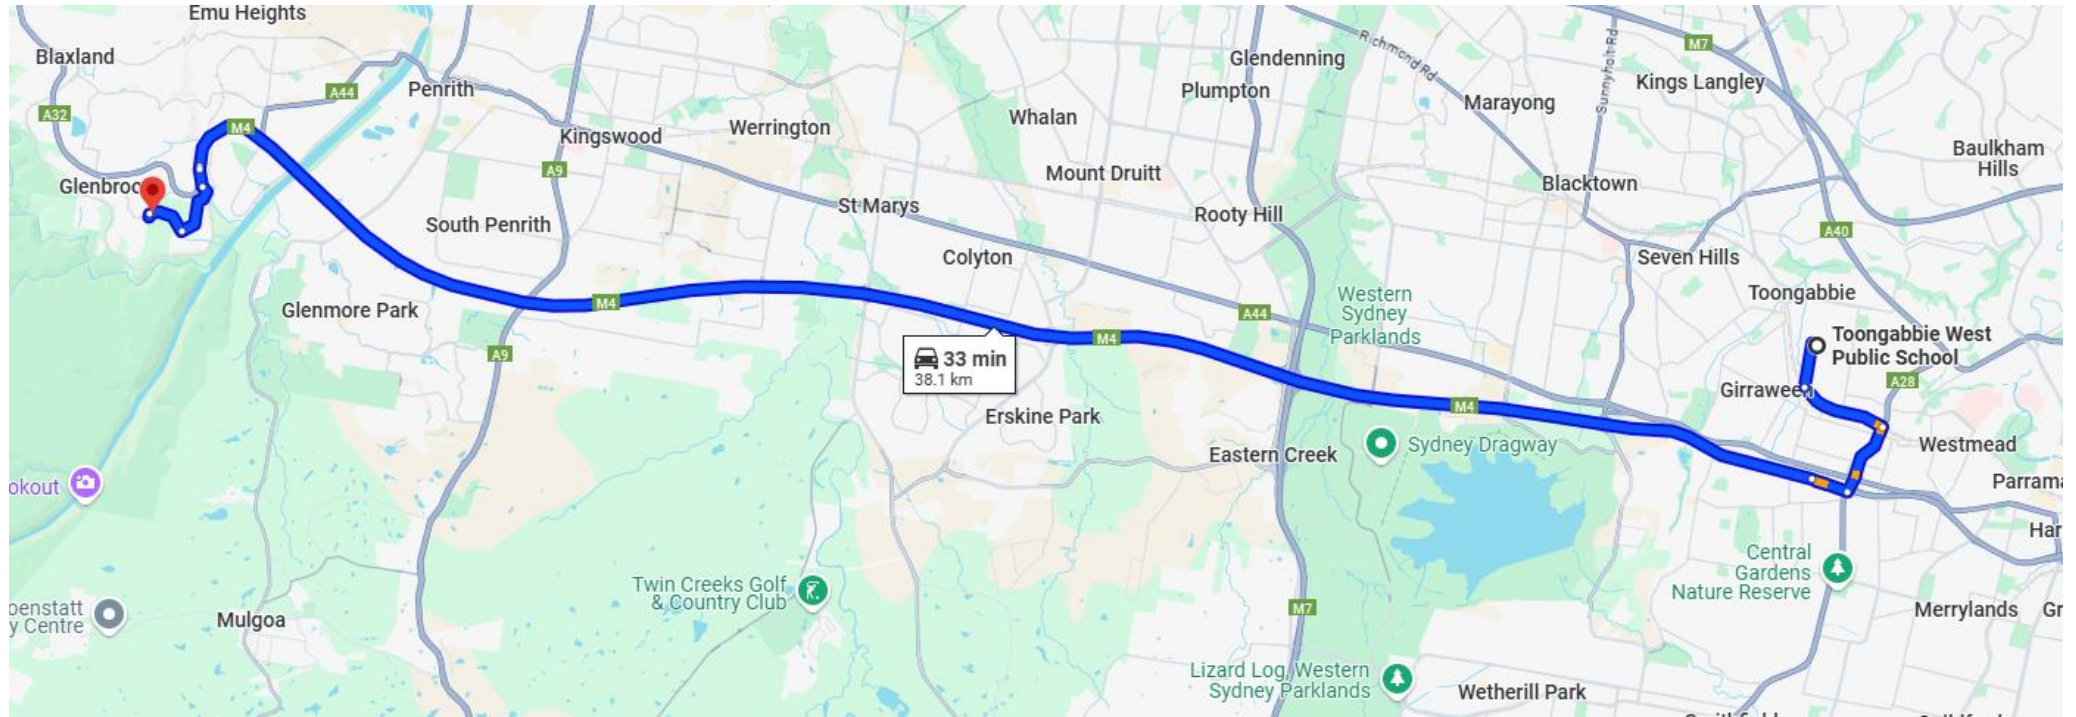 Emu Heights
Blaxland
A32
A44
Penrith
M4
Glenbroo
Kingswood
A9
Werrington
South Penrith
St Marys
Whalan
Mount Druitt
Colyton
Glendenning
Plumpton
Rooty Hill
Richmond Rd
Sunnyholt Rd
M7
Kings Langley
Marayong
Blacktown
Baulkham
Hills
A40
Seven Hills
Toongabbie
Toongabbie West
Public School
A28
Girraween
Westmead
Parrama
Har
Western
Sydney
Parklands
A44
Glenmore Park
M4
A9
M4
33 min
38.1 km
Erskine Park
M4
Eastern Creek
Sydney Dragway
okout
Twin Creeks Golf
& Country Club
Mulgoa
oenstatt
y Centre
M7
Central
Gardens
Nature Reserve
Merrylands
Gr
Lizard Log, Western
Sydney Parklands
Wetherill Park